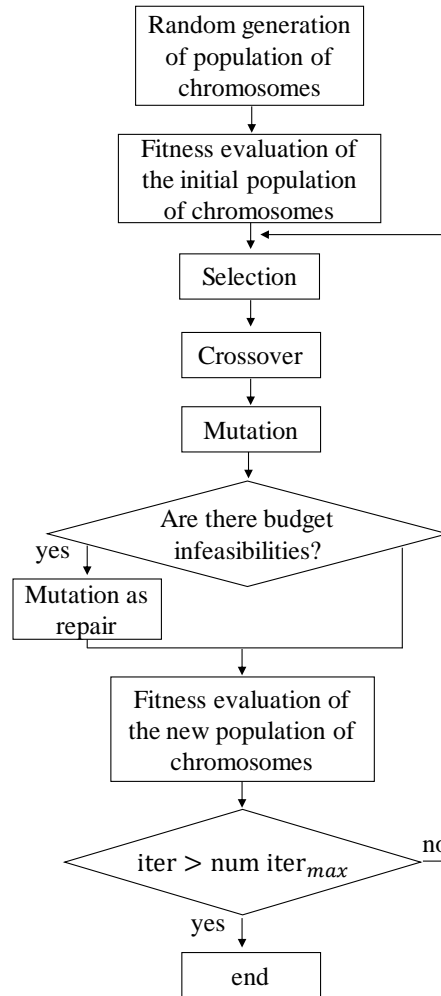 Random generation
of population of
chromosomes
Fitness evaluation of
the initial population
of chromosomes
Selection
Crossover
Mutation
Are there budget
infeasibilities?
yes
Mutation as
repair
Fitness evaluation of
the new population of
chromosomes
iter > num iter_max
no
yes
end